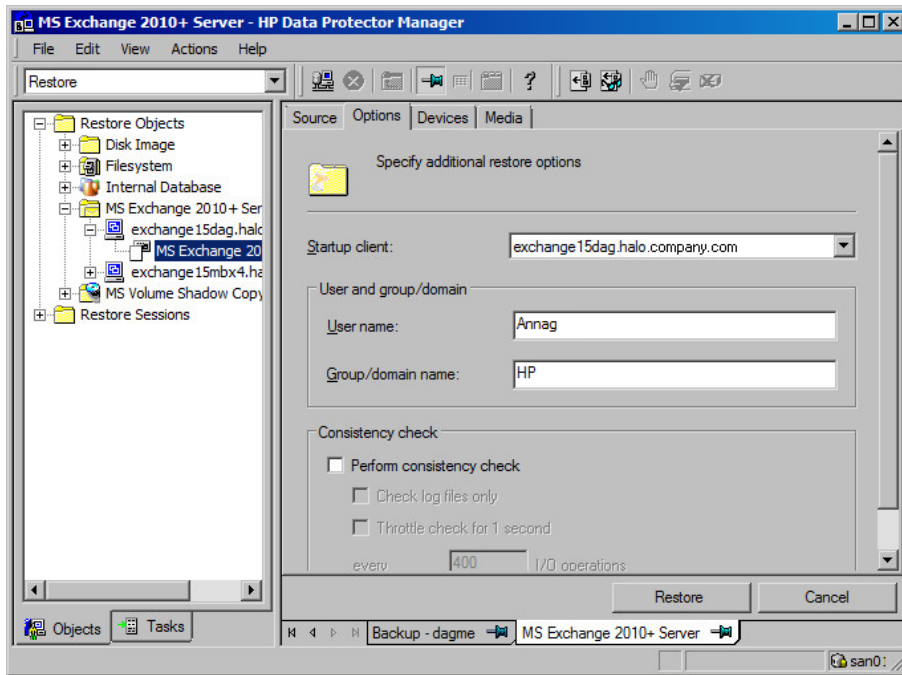 MS Exchange 2010+ Server - HP Data Protector Manager
File Edit View Actions Help
Restore
Restore Objects
Disk Image
Filesystem
Internal Database
MS Exchange 2010+ Ser
exchange15dag.halo
MS Exchange 20
exchange15mbx4.ha
MS Volume Shadow Copy
Restore Sessions
Objects Tasks
Source Options Devices Media
Specify additional restore options
Startup client: exchange15dag.halo.company.com
User and group/domain
User name: Annag
Group/domain name: HP
Consistency check
Perform consistency check
Check log files only
Throttle check for 1 second
every 400 I/O operations
Restore Cancel
Backup - dagme MS Exchange 2010+ Server
san01